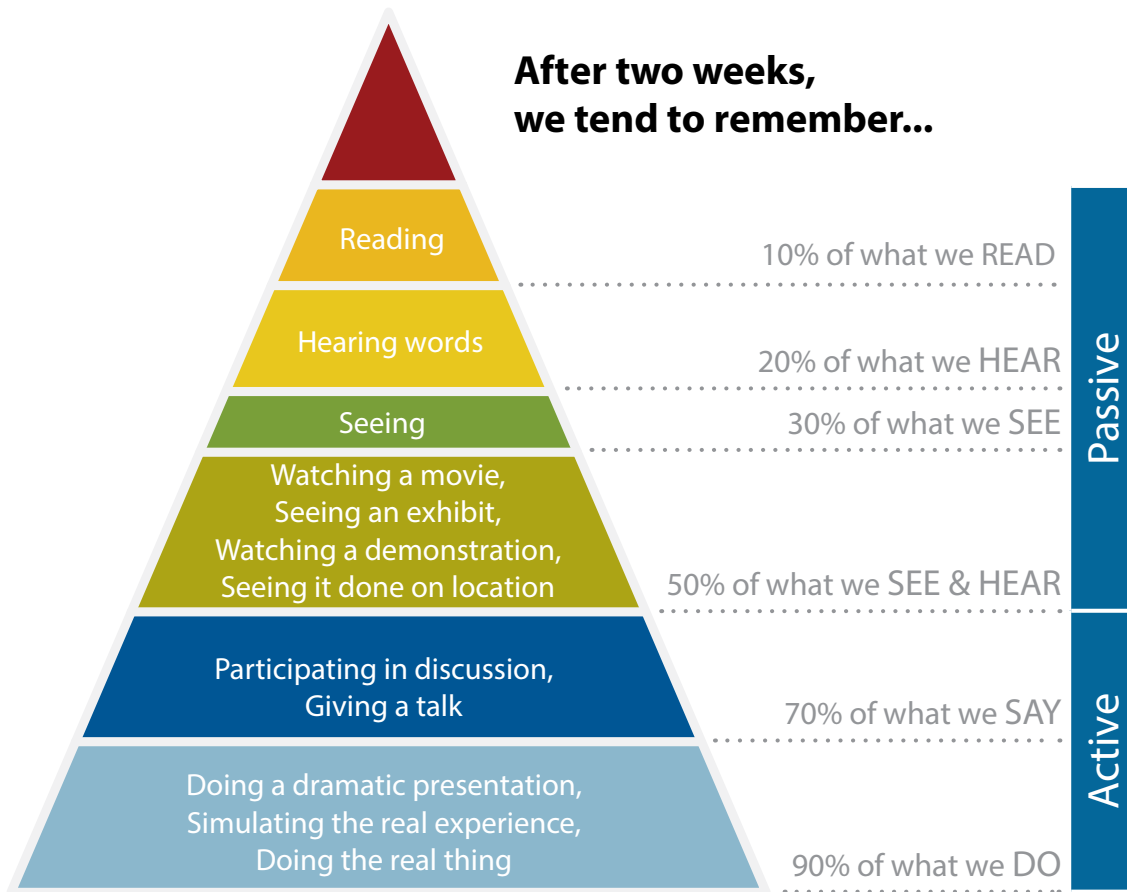 After two weeks,
we tend to remember...
Reading
10% of what we READ
Hearing words
20% of what we HEAR
Seeing
30% of what we SEE
Watching a movie,
Seeing an exhibit,
Watching a demonstration,
Seeing it done on location
50% of what we SEE & HEAR
Passive
Participating in discussion,
Giving a talk
70% of what we SAY
Doing a dramatic presentation,
Simulating the real experience,
Doing the real thing
90% of what we DO
Active